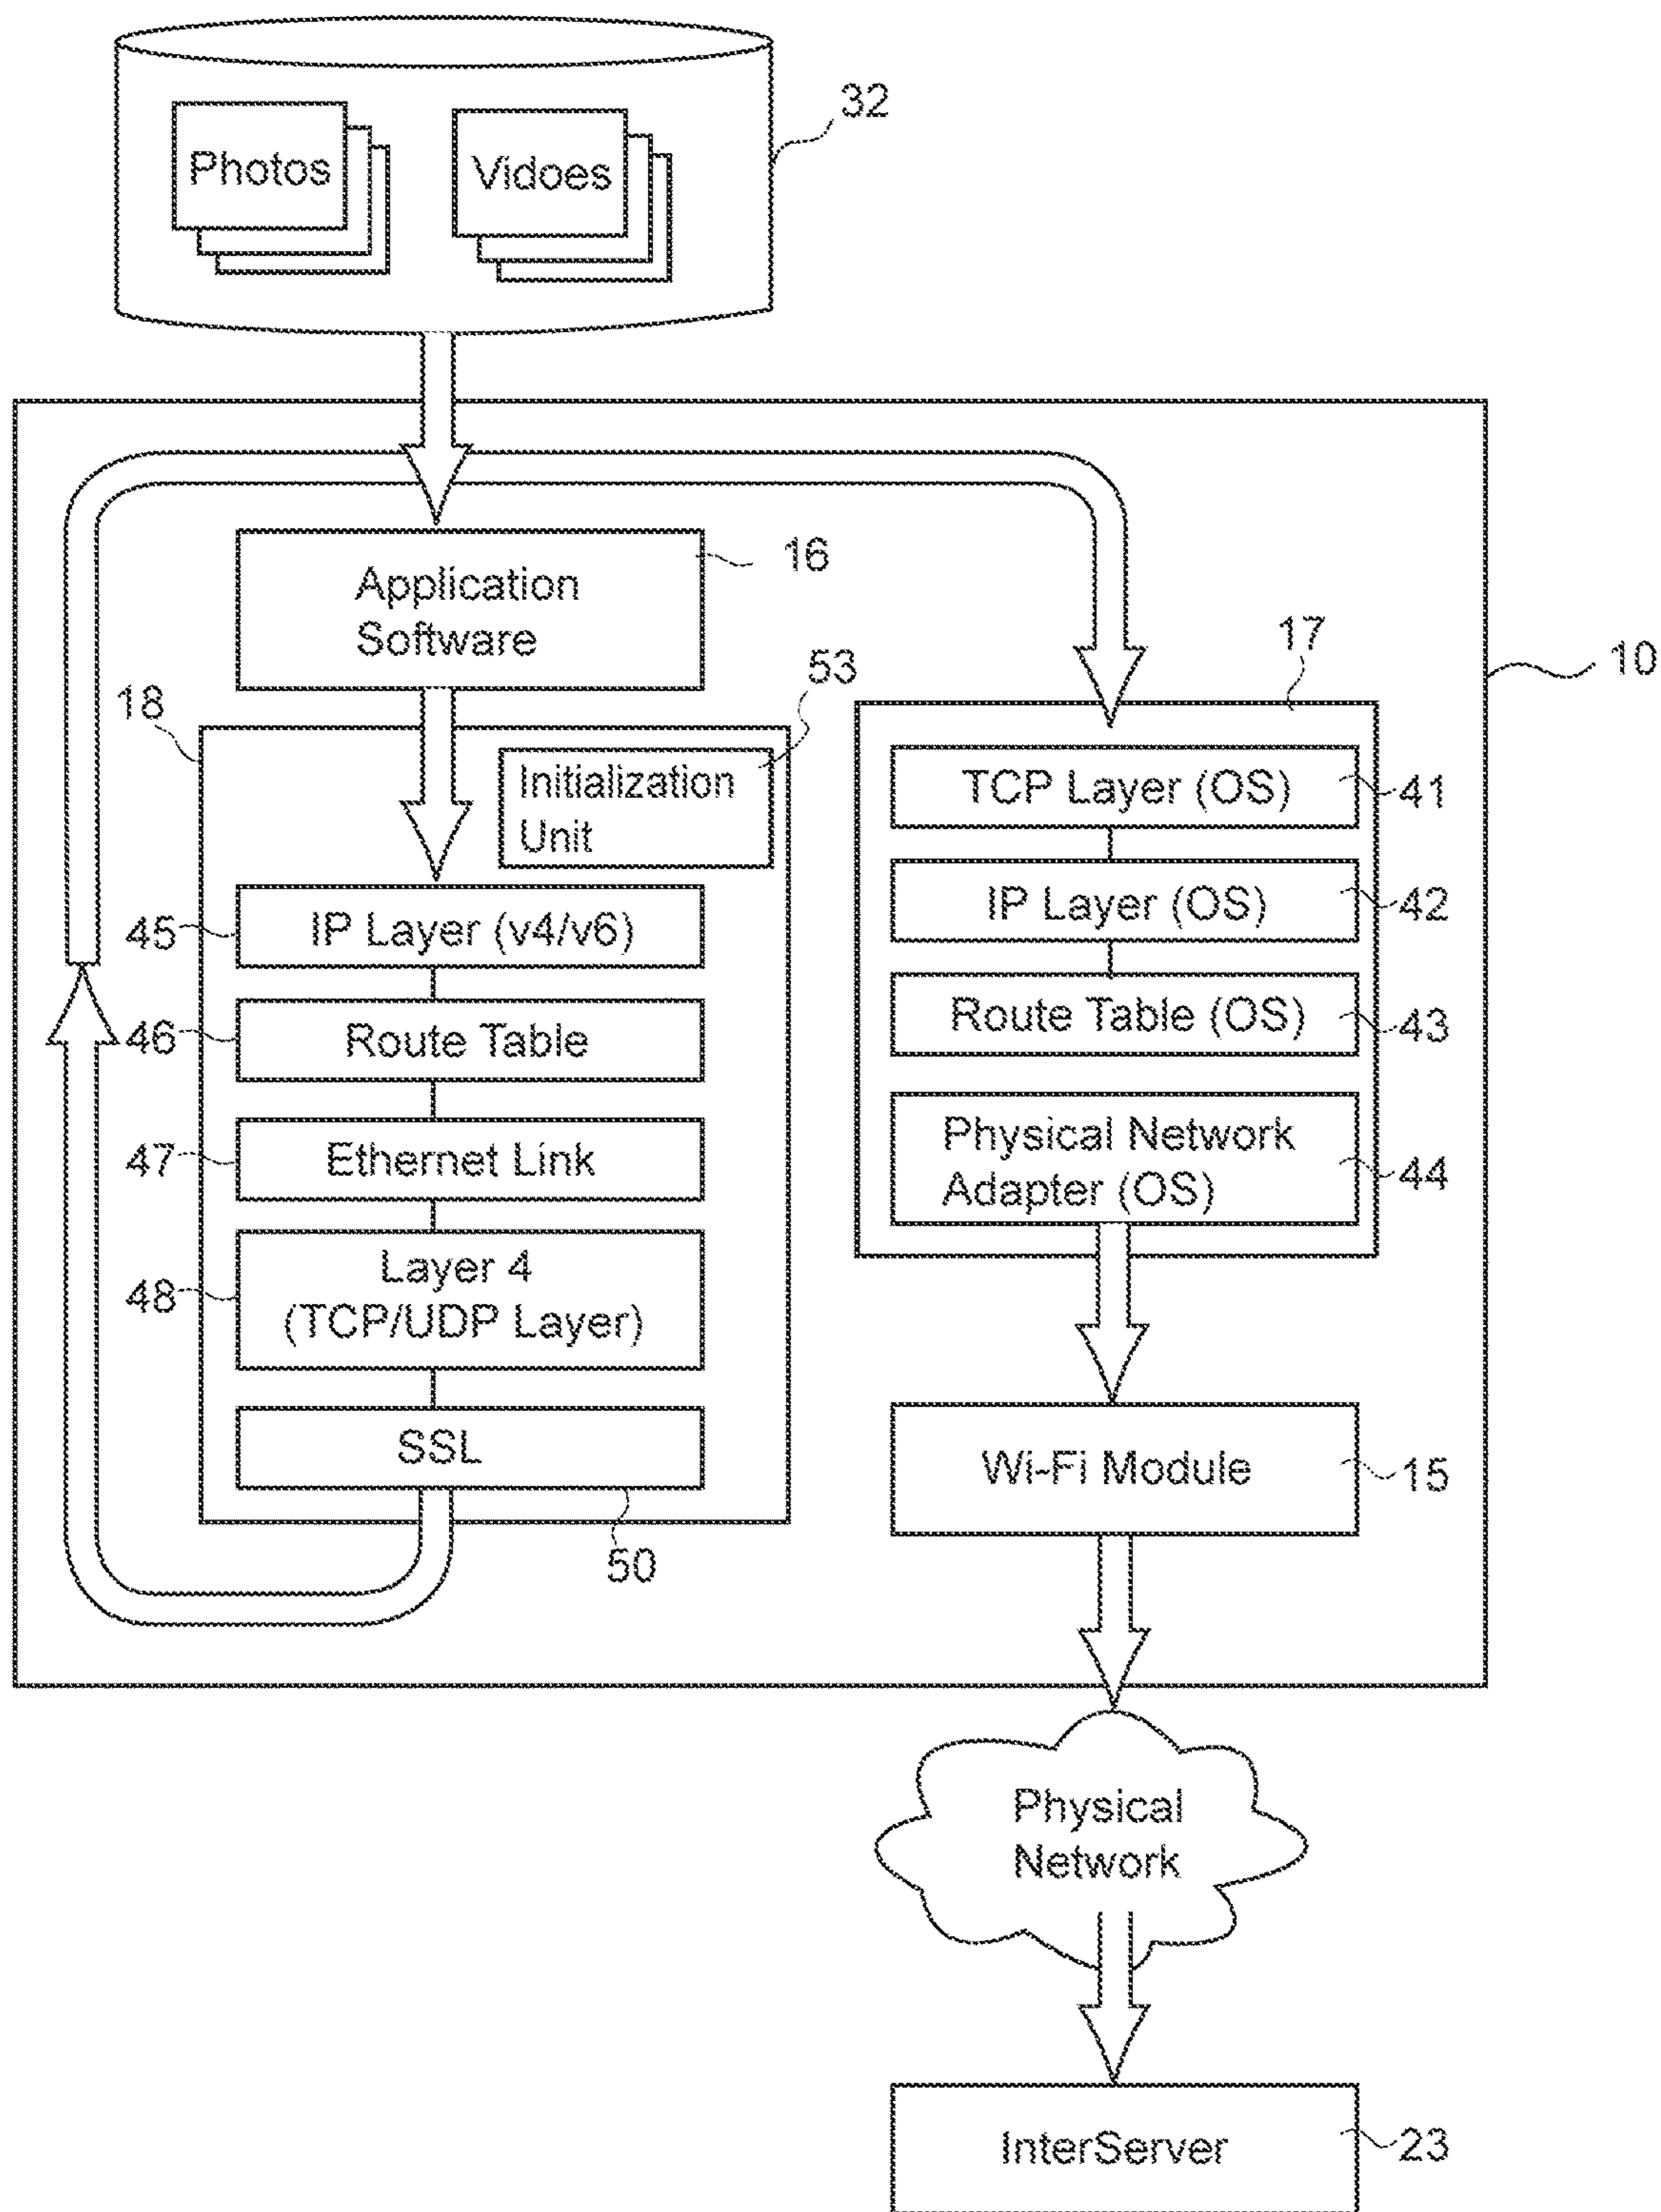 32
Photos
Vidoes
16
Application
Software
17
10
53
18
Initialization
Unit
TCP Layer (OS)
41
IP Layer (OS)
42
45
IP Layer (v4/v6)
Route Table (OS)
43
46
Route Table
Physical Network
Adapter (OS)
44
47
Ethernet Link
48
Layer 4
(TCP/UDP Layer)
SSL
Wi-Fi Module
15
50
Physical
Network
InterServer
23